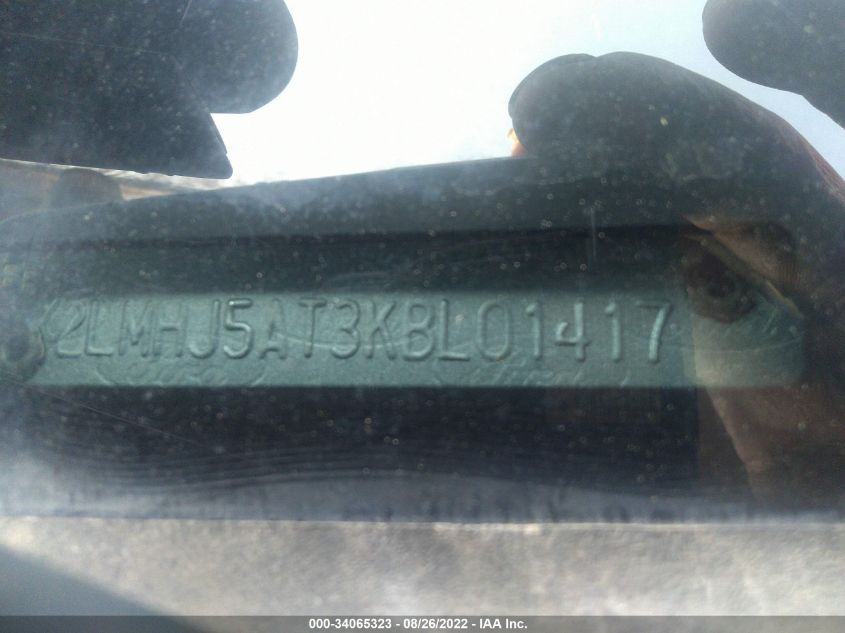 2LMHJ5AT3KBL01417
000-34065323 - 08/26/2022 - IAA Inc.